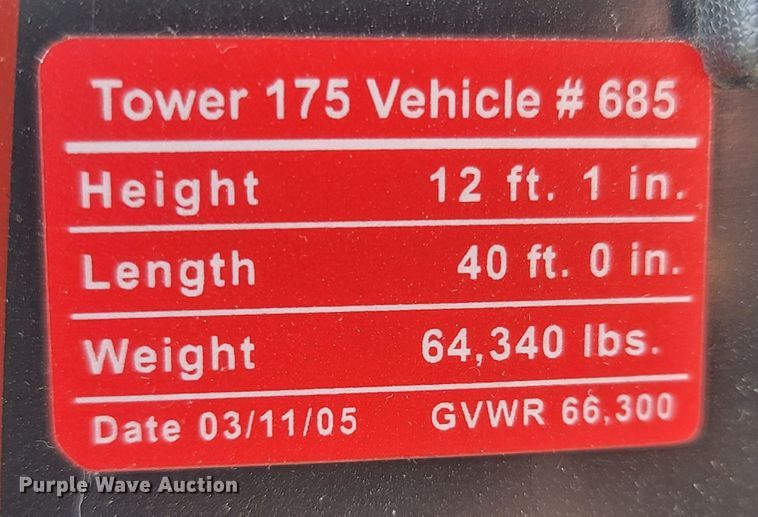 Tower 175 Vehicle # 685
Height 12 ft. 1 in.
Length 40 ft. 0 in.
Weight 64,340 lbs.
Date 03/11/05 GVWR 66,300
Purple Wave Auction